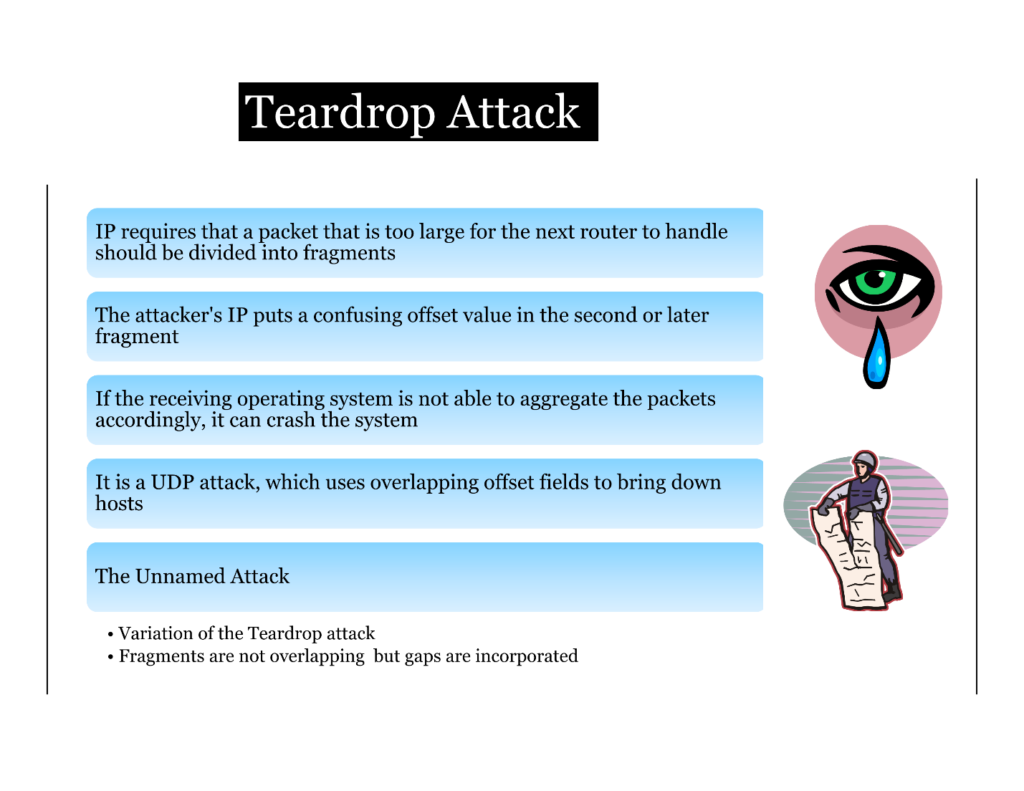 Teardrop Attack
IP requires that a packet that is too large for the next router to handle
should be divided into fragments
The attacker's IP puts a confusing offset value in the second or later
fragment
If the receiving operating system is not able to aggregate the packets
accordingly, it can crash the system
It is a UDP attack, which uses overlapping offset fields to bring down
hosts
The Unnamed Attack
• Variation of the Teardrop attack
• Fragments are not overlapping but gaps are incorporated